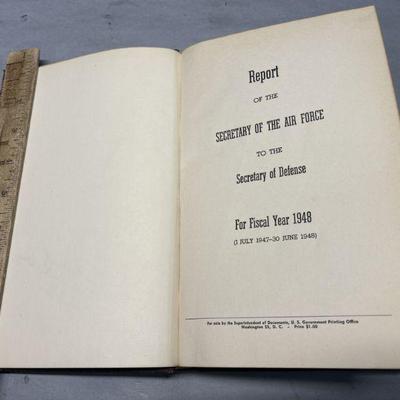 Report
OF THE
SECRETARY OF THE AIR FORCE
TO THE
Secretary of Defense
For Fiscal Year 1948
(1 JULY 1947–30 JUNE 1948)
For sale by the Superintendent of Documents, U. S. Government Printing Office
Washington 25, D. C. - Price $1.00